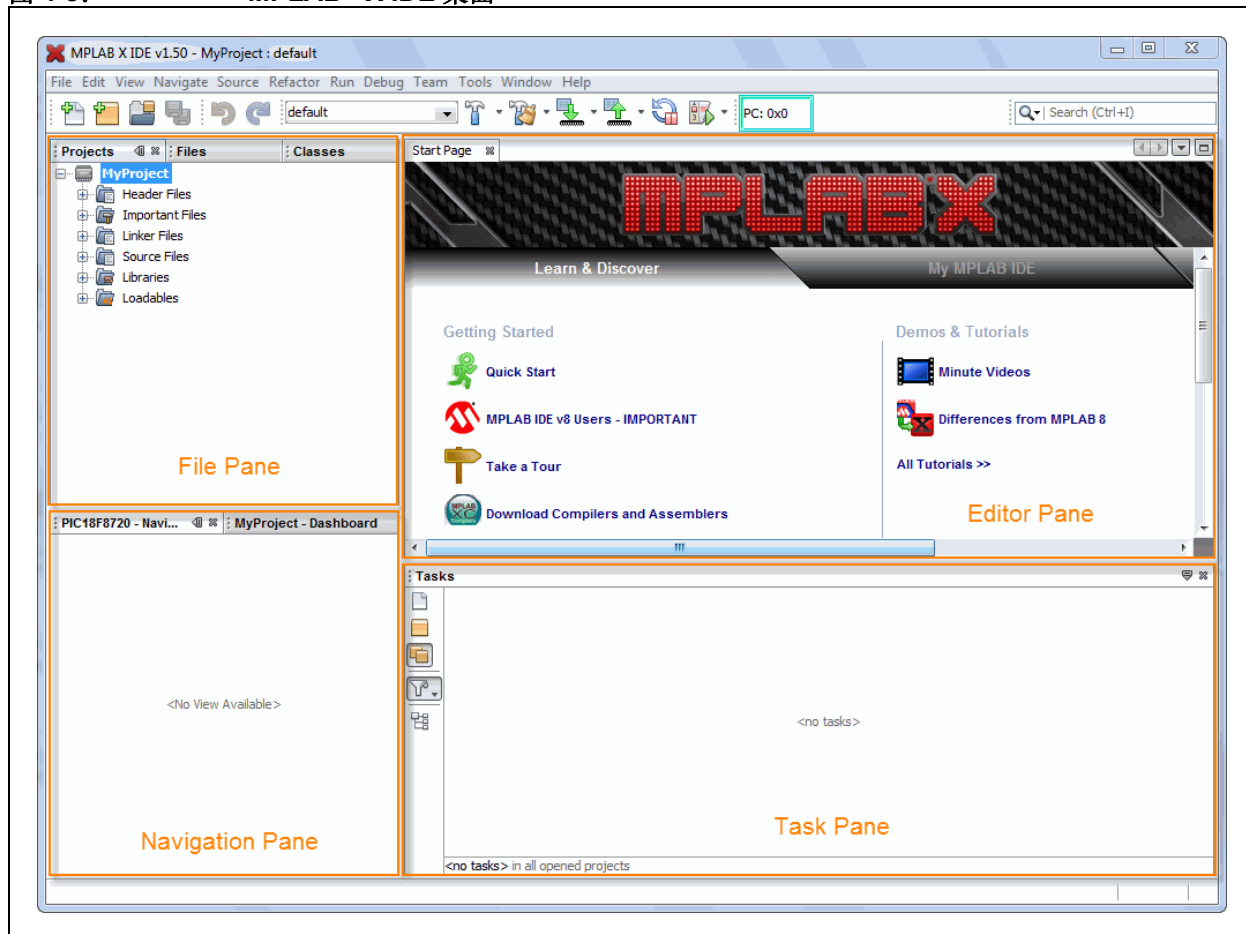 MPLAB X IDE v1.50 - MyProject : default
File Edit View Navigate Source Refactor Run Debug Team Tools Window Help
default
PC: 0x0
Search (Ctrl+I)
Projects Files Classes
Start Page
MyProject
Header Files
Important Files
Linker Files
Source Files
Libraries
Loadables
File Pane
MPLAB X
Learn & Discover
My MPLAB IDE
Getting Started
Demos & Tutorials
Quick Start
Minute Videos
MPLAB IDE v8 Users - IMPORTANT
Differences from MPLAB 8
Take a Tour
All Tutorials >>
Download Compilers and Assemblers
Editor Pane
PIC18F8720 - Navi... MyProject - Dashboard
<No View Available>
Navigation Pane
Tasks
<no tasks>
Task Pane
<no tasks> in all opened projects